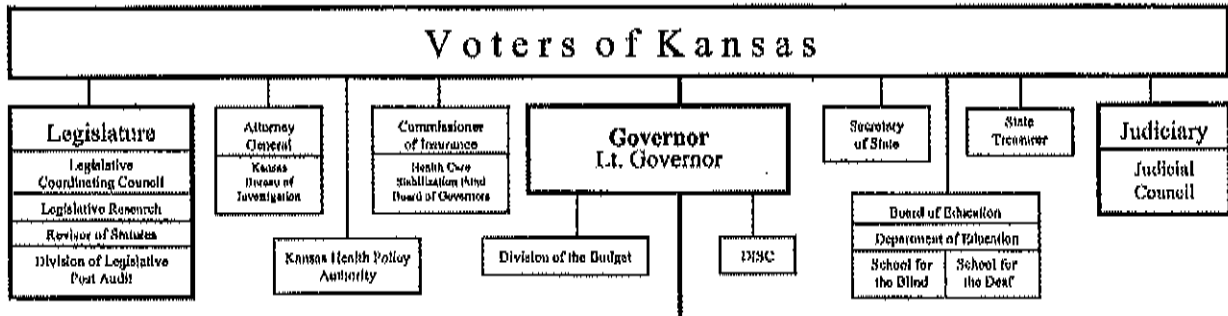 Voters of Kansas
Legislature
Legislative
Coordinating Council
Legislative Research
Revisor of Statutes
Division of Legislative
Post Audit
Attorney
General
Kansas
Bureau of
Investigation
Kansas Health Policy
Authority
Commissioner
of Insurance
Health Care
Stabilization
Board of Governors
Governor
Lt. Governor
Division of the Budget
DISC
Secretary
of State
State
Treasurer
Board of Education
Department of Education
School for
the Blind
School for
the Deaf
Judiciary
Judicial
Council